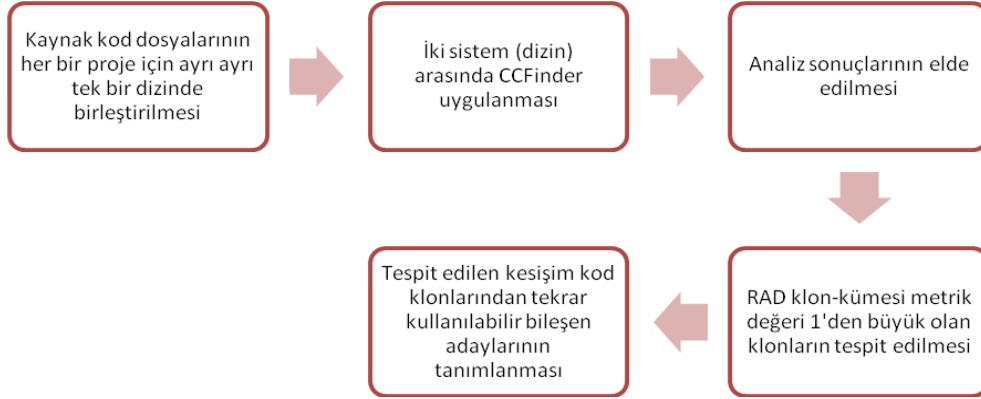 Kaynak kod dosyalarının
her bir proje için ayrı ayrı
tek bir dizinde
birleştirilmesi
İki sistem (dizin)
arasında CCFinder
uygulanması
Analiz sonuçlarının elde
edilmesi
RAD klon-kümesi metrik
değeri 1'den büyük olan
klonların tespit edilmesi
Tespit edilen kesişim kod
klonlarından tekrar
kullanılabilir bileşen
adaylarının
tanımlanması